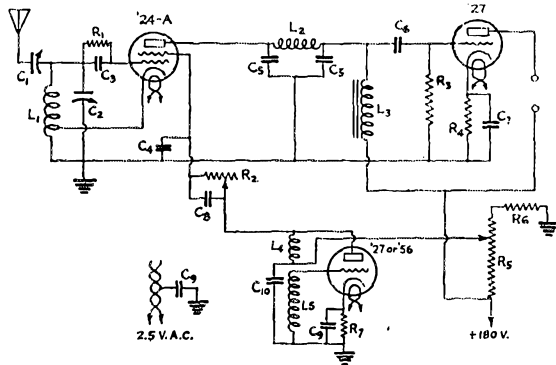 '24-A
'27
R1
L2
C6
C1
C3
C5
C5
L1
C2
L3
R3
R4
C7
C4
R2
C8
R6
L4
'27 or '56
R5
C10
L5
C9
C9
R7
2.5 V.A.C.
+180 V.